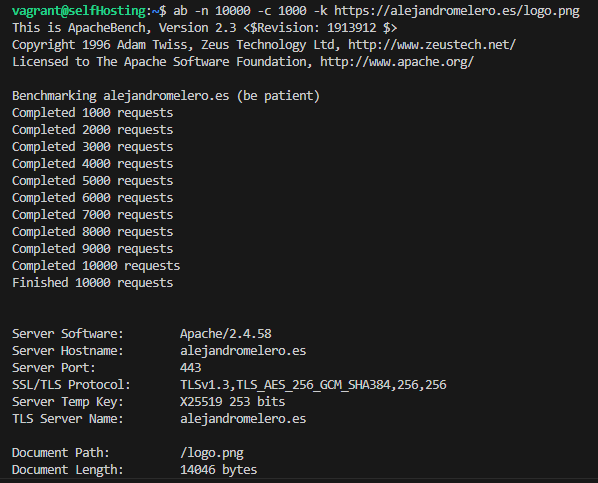 vagrant@selfHosting:~$ ab -n 10000 -c 1000 -k https://alejandromelero.es/logo.png
This is ApacheBench, Version 2.3 <$Revision: 1913912 $>
Copyright 1996 Adam Twiss, Zeus Technology Ltd, http://www.zeustech.net/
Licensed to The Apache Software Foundation, http://www.apache.org/

Benchmarking alejandromelero.es (be patient)
Completed 1000 requests
Completed 2000 requests
Completed 3000 requests
Completed 4000 requests
Completed 5000 requests
Completed 6000 requests
Completed 7000 requests
Completed 8000 requests
Completed 9000 requests
Completed 10000 requests
Finished 10000 requests

Server Software:        Apache/2.4.58
Server Hostname:        alejandromelero.es
Server Port:            443
SSL/TLS Protocol:       TLSv1.3,TLS_AES_256_GCM_SHA384,256,256
Server Temp Key:        X25519 253 bits
TLS Server Name:        alejandromelero.es

Document Path:          /logo.png
Document Length:        14046 bytes